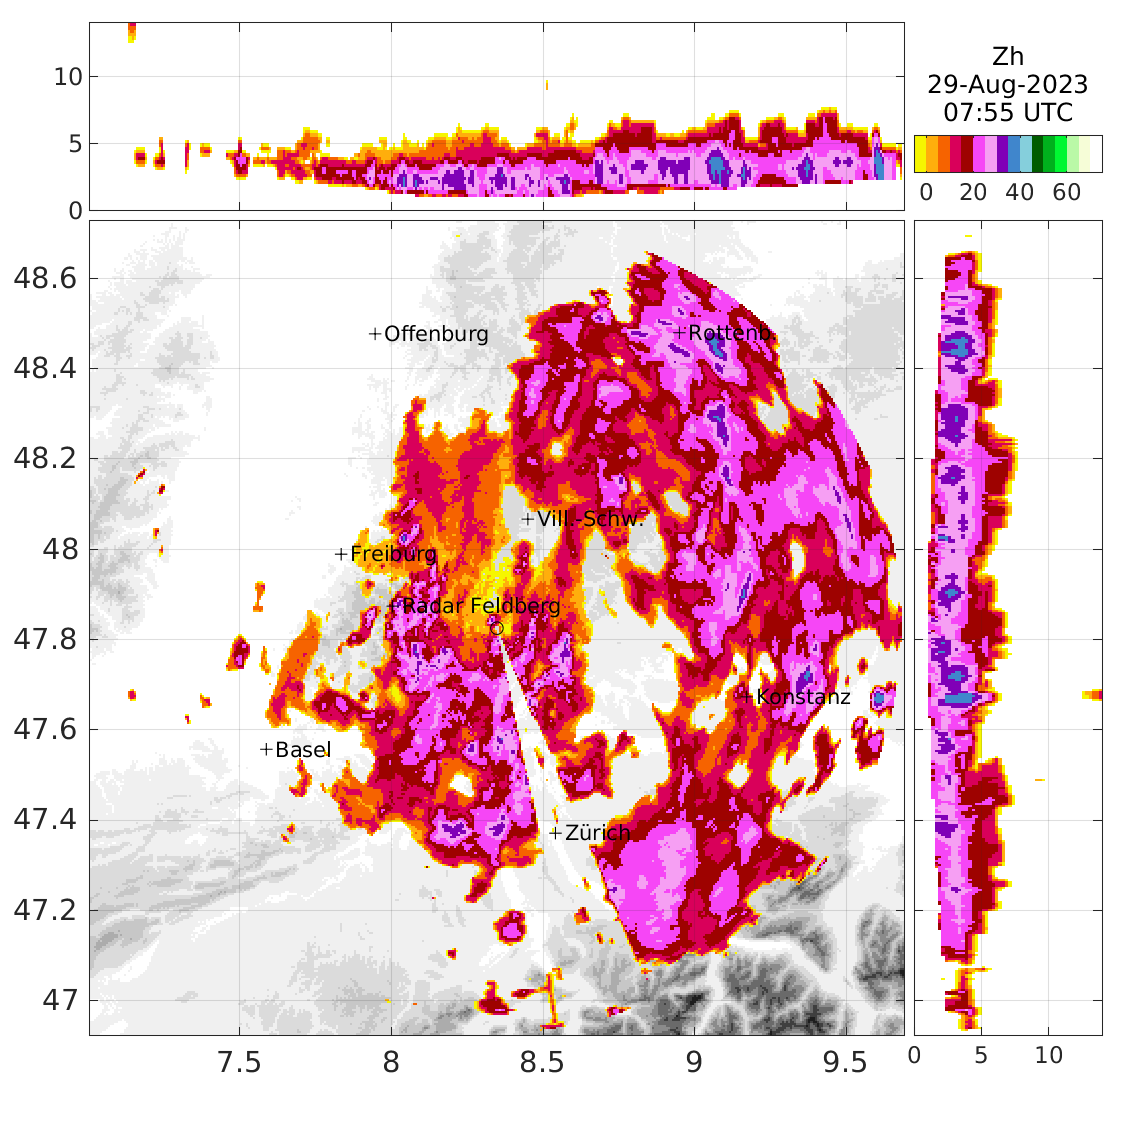 Zh
29-Aug-2023
07:55 UTC
0 20 40 60
10
5
0
48.6
48.4
48.2
48
47.8
47.6
47.4
47.2
47
Offenburg
Rottenb.
Vill.-Schw.
Freiburg
Radar Feldberg
Konstanz
Basel
Zürich
7.5 8 8.5 9 9.5
0 5 10